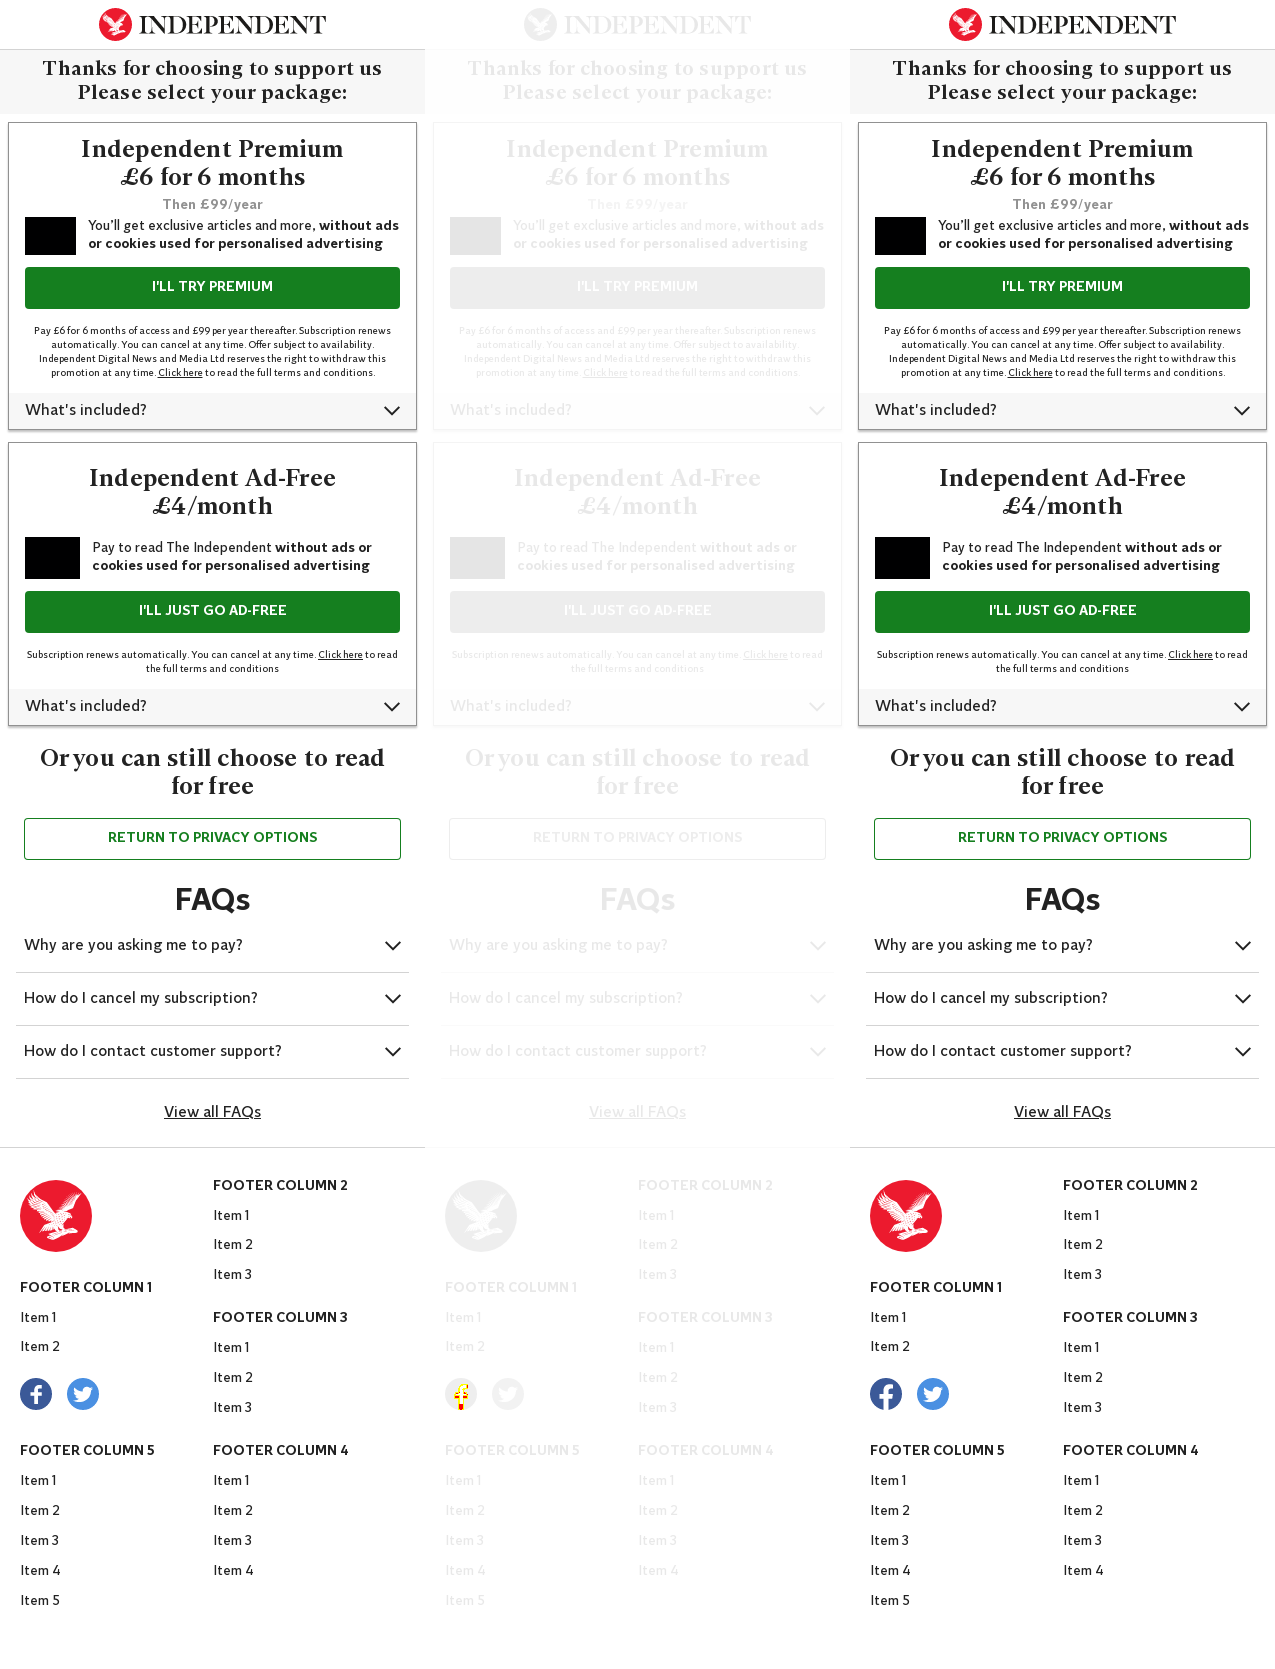 INDEPENDENT
Thanks for choosing to support us
Please select your package:
Independent Premium
£6 for 6 months
Then £99/year
You'll get exclusive articles and more, without ads
or cookies used for personalised advertising
I'LL TRY PREMIUM
Pay £6 for 6 months of access and £99 per year thereafter. Subscription renews
automatically. You can cancel at any time. Offer subject to availability.
Independent Digital News and Media Ltd reserves the right to withdraw this
promotion at any time. Click here to read the full terms and conditions.
What's included?
Independent Ad-Free
£4/month
Pay to read The Independent without ads or
cookies used for personalised advertising
I'LL JUST GO AD-FREE
Subscription renews automatically. You can cancel at any time. Click here to read
the full terms and conditions
What's included?
Or you can still choose to read
for free
RETURN TO PRIVACY OPTIONS
FAQs
Why are you asking me to pay?
How do I cancel my subscription?
How do I contact customer support?
View all FAQs
FOOTER COLUMN 1
Item 1
Item 2
FOOTER COLUMN 5
Item 1
Item 2
Item 3
Item 4
Item 5
FOOTER COLUMN 2
Item 1
Item 2
Item 3
FOOTER COLUMN 3
Item 1
Item 2
Item 3
FOOTER COLUMN 4
Item 1
Item 2
Item 3
Item 4
INDEPENDENT
Thanks for choosing to support us
Please select your package:
Independent Premium
£6 for 6 months
Then £99/year
You'll get exclusive articles and more, without ads
or cookies used for personalised advertising
I'LL TRY PREMIUM
Pay £6 for 6 months of access and £99 per year thereafter. Subscription renews
automatically. You can cancel at any time. Offer subject to availability.
Independent Digital News and Media Ltd reserves the right to withdraw this
promotion at any time. Click here to read the full terms and conditions.
What's included?
Independent Ad-Free
£4/month
Pay to read The Independent without ads or
cookies used for personalised advertising
I'LL JUST GO AD-FREE
Subscription renews automatically. You can cancel at any time. Click here to read
the full terms and conditions
What's included?
Or you can still choose to read
for free
RETURN TO PRIVACY OPTIONS
FAQs
Why are you asking me to pay?
How do I cancel my subscription?
How do I contact customer support?
View all FAQs
FOOTER COLUMN 1
Item 1
Item 2
FOOTER COLUMN 5
Item 1
Item 2
Item 3
Item 4
Item 5
FOOTER COLUMN 2
Item 1
Item 2
Item 3
FOOTER COLUMN 3
Item 1
Item 2
Item 3
FOOTER COLUMN 4
Item 1
Item 2
Item 3
Item 4
INDEPENDENT
Thanks for choosing to support us
Please select your package:
Independent Premium
£6 for 6 months
Then £99/year
You'll get exclusive articles and more, without ads
or cookies used for personalised advertising
I'LL TRY PREMIUM
Pay £6 for 6 months of access and £99 per year thereafter. Subscription renews
automatically. You can cancel at any time. Offer subject to availability.
Independent Digital News and Media Ltd reserves the right to withdraw this
promotion at any time. Click here to read the full terms and conditions.
What's included?
Independent Ad-Free
£4/month
Pay to read The Independent without ads or
cookies used for personalised advertising
I'LL JUST GO AD-FREE
Subscription renews automatically. You can cancel at any time. Click here to read
the full terms and conditions
What's included?
Or you can still choose to read
for free
RETURN TO PRIVACY OPTIONS
FAQs
Why are you asking me to pay?
How do I cancel my subscription?
How do I contact customer support?
View all FAQs
FOOTER COLUMN 1
Item 1
Item 2
FOOTER COLUMN 5
Item 1
Item 2
Item 3
Item 4
Item 5
FOOTER COLUMN 2
Item 1
Item 2
Item 3
FOOTER COLUMN 3
Item 1
Item 2
Item 3
FOOTER COLUMN 4
Item 1
Item 2
Item 3
Item 4